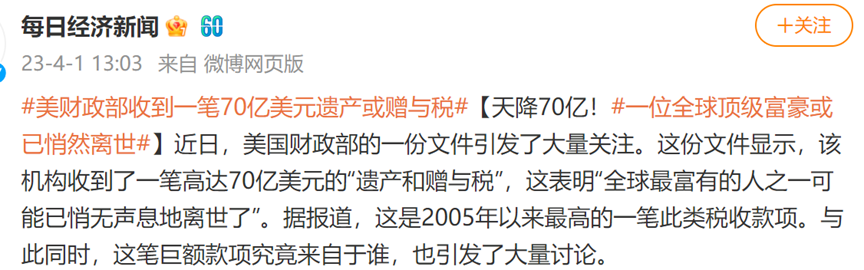 每日经济新闻
+关注
23-4-1 13:03 来自 微博网页版
#美财政部收到一笔70亿美元遗产或赠与税#【天降70亿！#一位全球顶级富豪或
已悄然离世#】近日，美国财政部的一份文件引发了大量关注。这份文件显示，该
机构收到了一笔高达70亿美元的“遗产和赠与税”，这表明“全球最富有的人之一可
能已悄无声息地离世了”。据报道，这是2005年以来最高的一笔此类税收款项。与
此同时，这笔巨额款项究竟来自于谁，也引发了大量讨论。